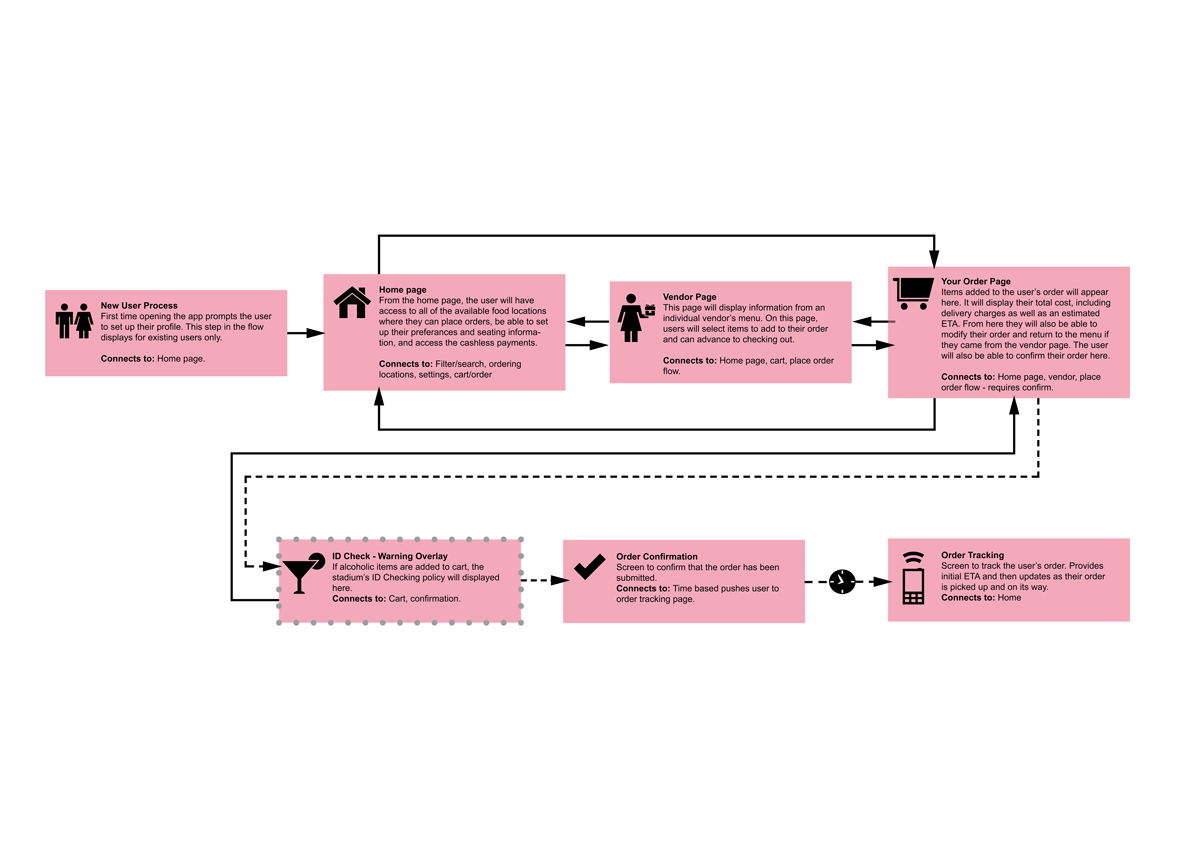 New User Process
First time opening the app prompts the user
to set up their profile. This step in the flow
displays for existing users only.
Connects to: Home page.
Home page
From the home page, the user will have
access to all of the available food locations
where they can place orders, be able to set
up their preferances and seating informa-
tion, and access the cashless payments.
Connects to: Filter/search, ordering
locations, settings, cart/order
Vendor Page
This page will display information from an
individual vendor's menu. On this page,
users will select items to add to their order
and can advance to checking out.
Connects to: Home page, cart, place order
flow.
Your Order Page
Items added to the user's order will appear
here. It will display their total cost, including
delivery charges as well as an estimated
ETA. From here they will also be able to
modify their order and return to the menu if
they came from the vendor page. The user
will also be able to confirm their order here.
Connects to: Home page, vendor, place
order flow - requires confirm.
ID Check - Warning Overlay
If alcoholic items are added to cart, the
stadium's ID Checking policy will displayed
here.
Connects to: Cart, confirmation.
Order Confirmation
Screen to confirm that the order has been
submitted.
Connects to: Time based pushes user to
order tracking page.
Order Tracking
Screen to track the user's order. Provides
initial ETA and then updates as their order
is picked up and on its way.
Connects to: Home